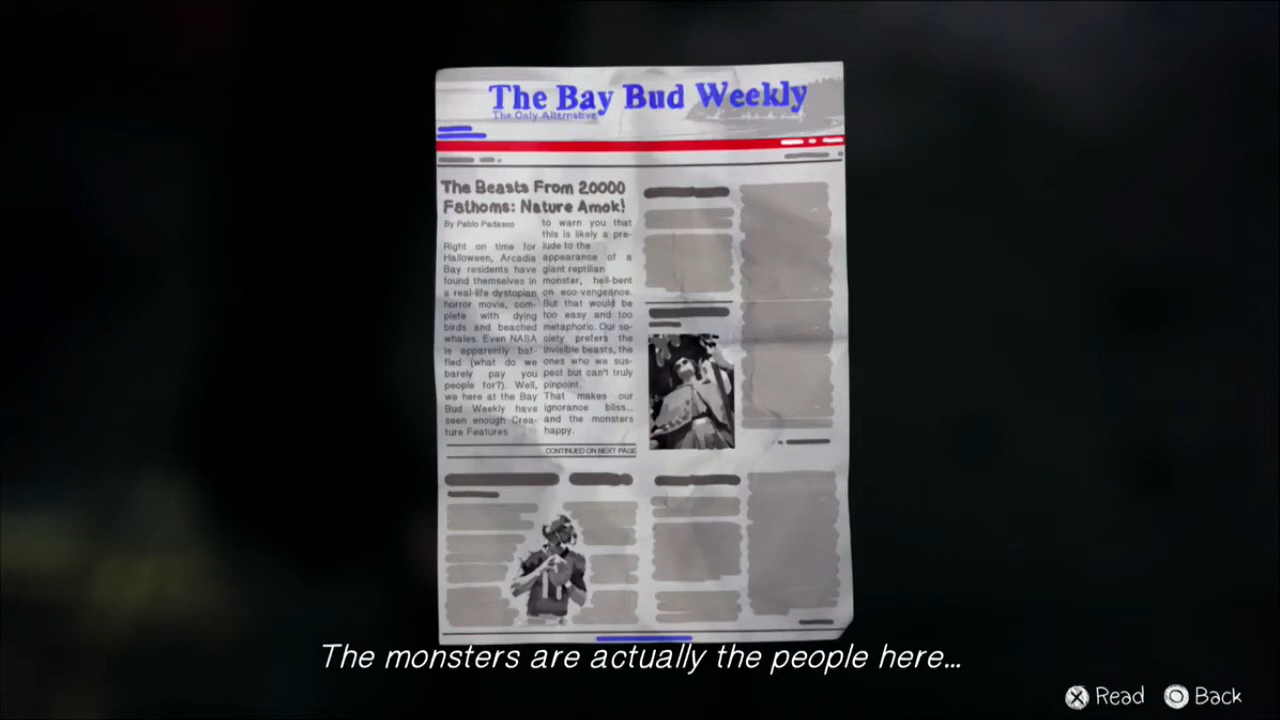 The Bay Bud Weekly
The Only Alternative
The Beasts From 20000
Fathoms: Nature Amok!
By Pablo Padasco
Right on time for
Halloween, Arcadia
Bay residents have
found themselves in
a real-life dystopian
horror movie, com-
plete with dying
birds and beached
whales. Even NASA
is apparently baf-
fled (what do we
barely pay you
people for?). Well,
we here at the Bay
Bud Weekly have
seen enough Crea-
ture Features
to warn you that
this is likely a pre-
lude to the
appearance of a
giant reptilian
monster, hell-bent
on eco-vengeance.
But that would be
too easy and too
metaphoric. Our so-
ciety prefers the
invisible beasts, the
ones who we sus-
pect but can't truly
pinpoint.
That makes our
ignorance bliss...
and the monsters
happy.
CONTINUED ON NEXT PAGE
The monsters are actually the people here...
Read Back